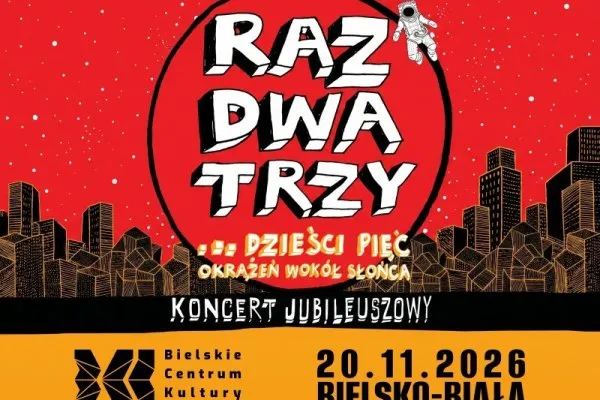 RAZ
DWA
TRZY
... DZIEŚCI PIĘĆ
OKRĄŻEŃ WOKÓŁ SŁOŃCA
KONCERT JUBILEUSZOWY
Bielskie
Centrum
Kultury
20.11.2026
BIELSKO-BIAŁA